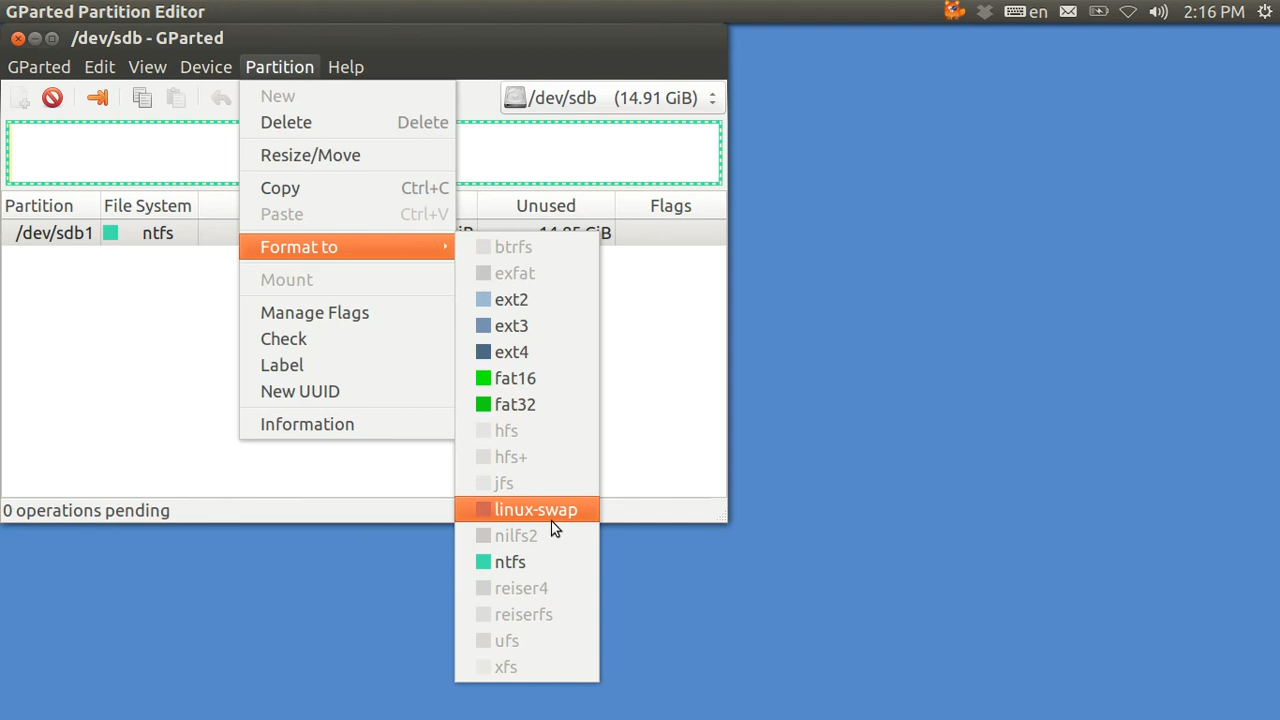 GParted Partition Editor
en
2:16 PM
/dev/sdb - GParted
GParted Edit View Device Partition Help
/dev/sdb (14.91 GiB)
New
Delete Delete
Resize/Move
Copy Ctrl+C
Paste Ctrl+V
Format to
Mount
Manage Flags
Check
Label
New UUID
Information
Partition File System Unused Flags
/dev/sdb1 ntfs
btrfs
exfat
ext2
ext3
ext4
fat16
fat32
hfs
hfs+
jfs
linux-swap
nilfs2
ntfs
reiser4
reiserfs
ufs
xfs
0 operations pending